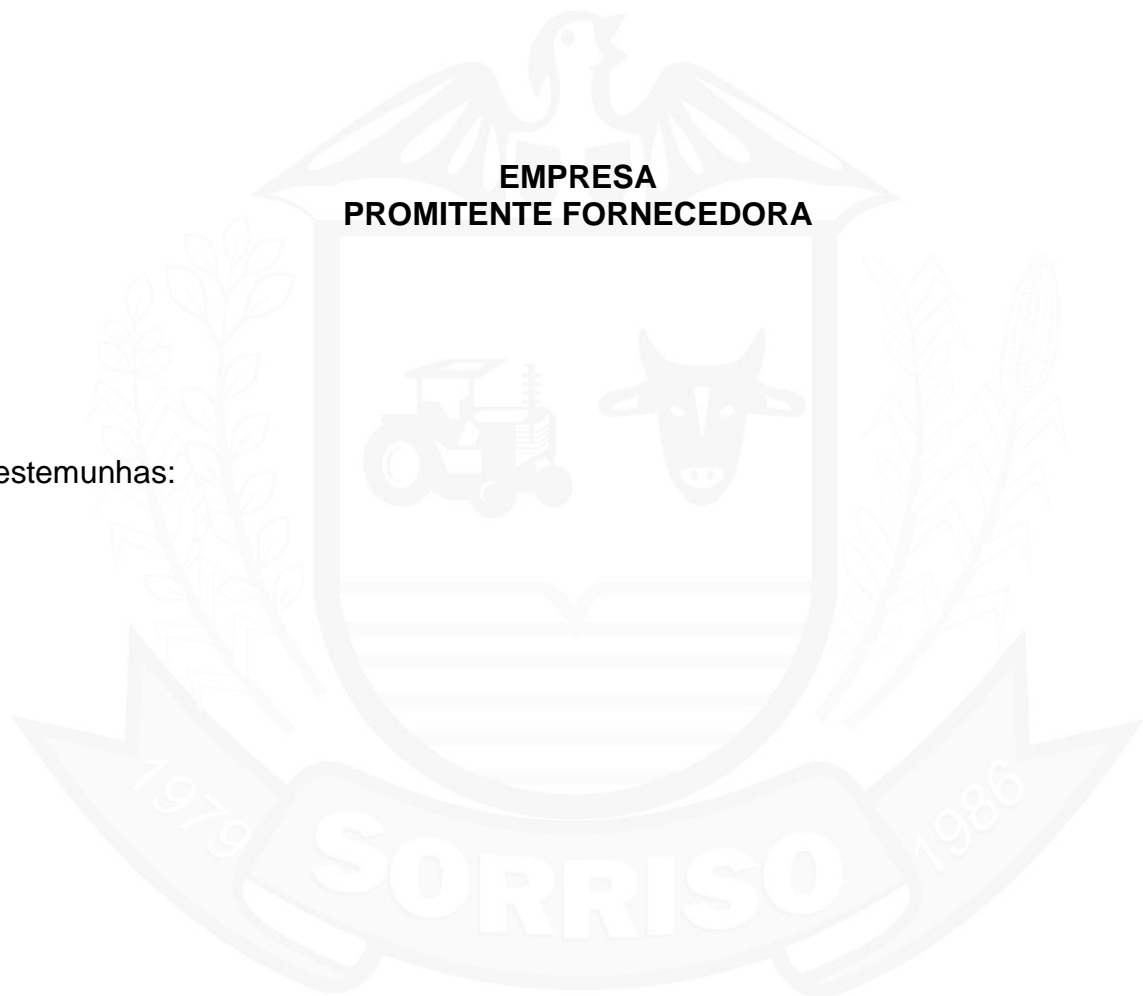 EMPRESA
PROMITENTE FORNECEDORA
estemunhas:
1979
SORRISO
1986